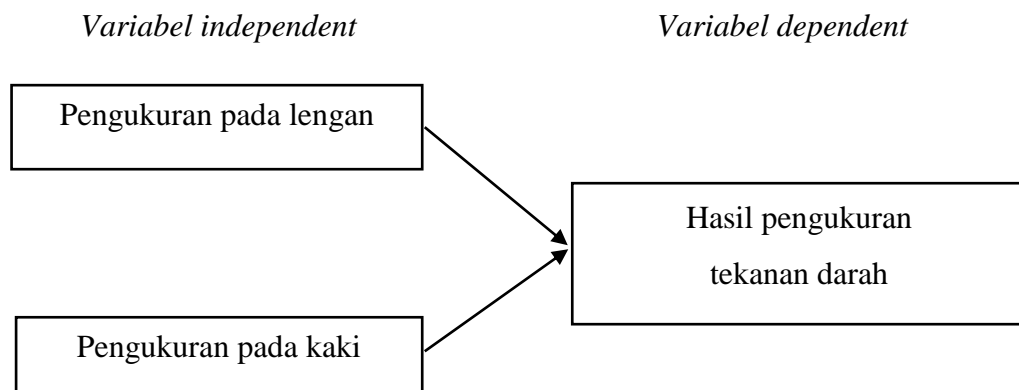 Variabel independent
Variabel dependent
Pengukuran pada lengan
Hasil pengukuran
tekanan darah
Pengukuran pada kaki